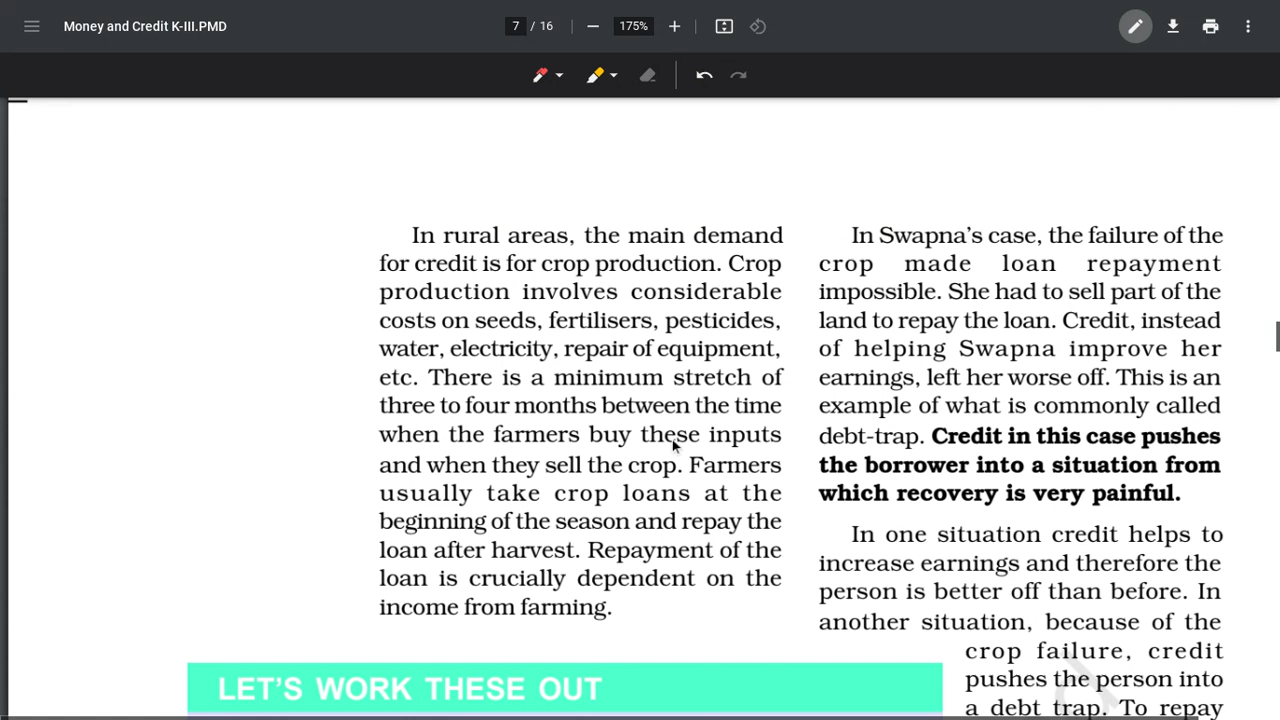 Money and Credit K-III.PMD
7 / 16
175%
In rural areas, the main demand
for credit is for crop production. Crop
production involves considerable
costs on seeds, fertilisers, pesticides,
water, electricity, repair of equipment,
etc. There is a minimum stretch of
three to four months between the time
when the farmers buy these inputs
and when they sell the crop. Farmers
usually take crop loans at the
beginning of the season and repay the
loan after harvest. Repayment of the
loan is crucially dependent on the
income from farming.
LET'S WORK THESE OUT
In Swapna's case, the failure of the
crop made loan repayment
impossible. She had to sell part of the
land to repay the loan. Credit, instead
of helping Swapna improve her
earnings, left her worse off. This is an
example of what is commonly called
debt-trap. Credit in this case pushes
the borrower into a situation from
which recovery is very painful.
In one situation credit helps to
increase earnings and therefore the
person is better off than before. In
another situation, because of the
crop failure, credit
pushes the person into
a debt trap. To repay